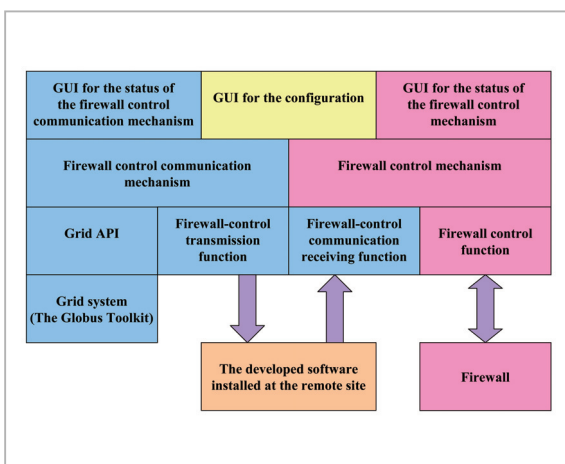 GUI for the status of
the firewall control
communication mechanism
GUI for the configuration
GUI for the status of
the firewall control
mechanism
Firewall control communication
mechanism
Firewall control mechanism
Grid API
Firewall-control
transmission
function
Firewall-control
communication
receiving function
Firewall control
function
Grid system
(The Globus Toolkit)
The developed software
installed at the remote site
Firewall